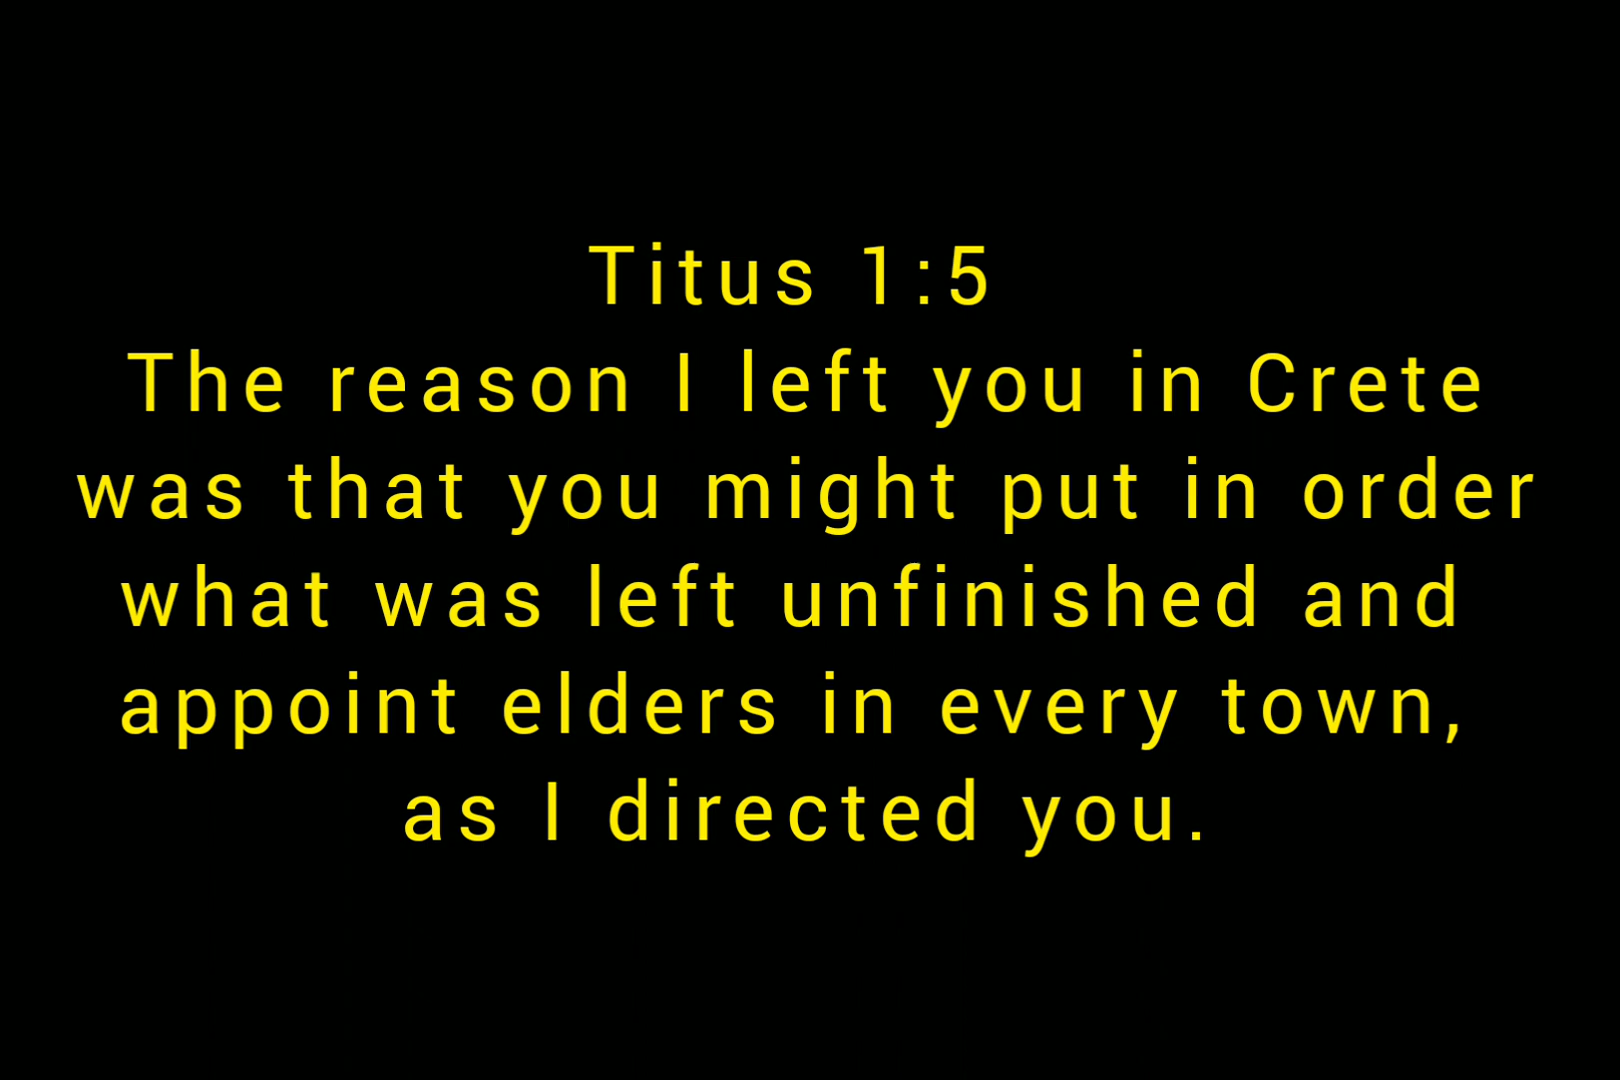 Titus 1:5
The reason I left you in Crete
was that you might put in order
what was left unfinished and
appoint elders in every town,
as I directed you.